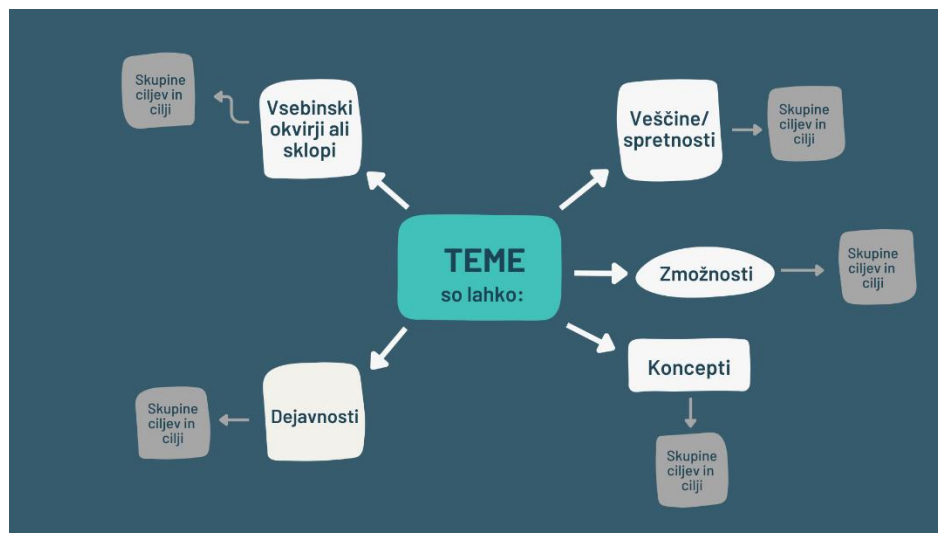 Skupine
ciljev in
cilji
Vsebinski
okvirji ali
sklopi
Veščine/
spretnosti
Skupine
ciljev in
cilji
TEME
so lahko:
Zmožnosti
Skupine
ciljev in
cilji
Koncepti
Skupine
ciljev in
cilji
Dejavnosti
Skupine
ciljev in
cilji